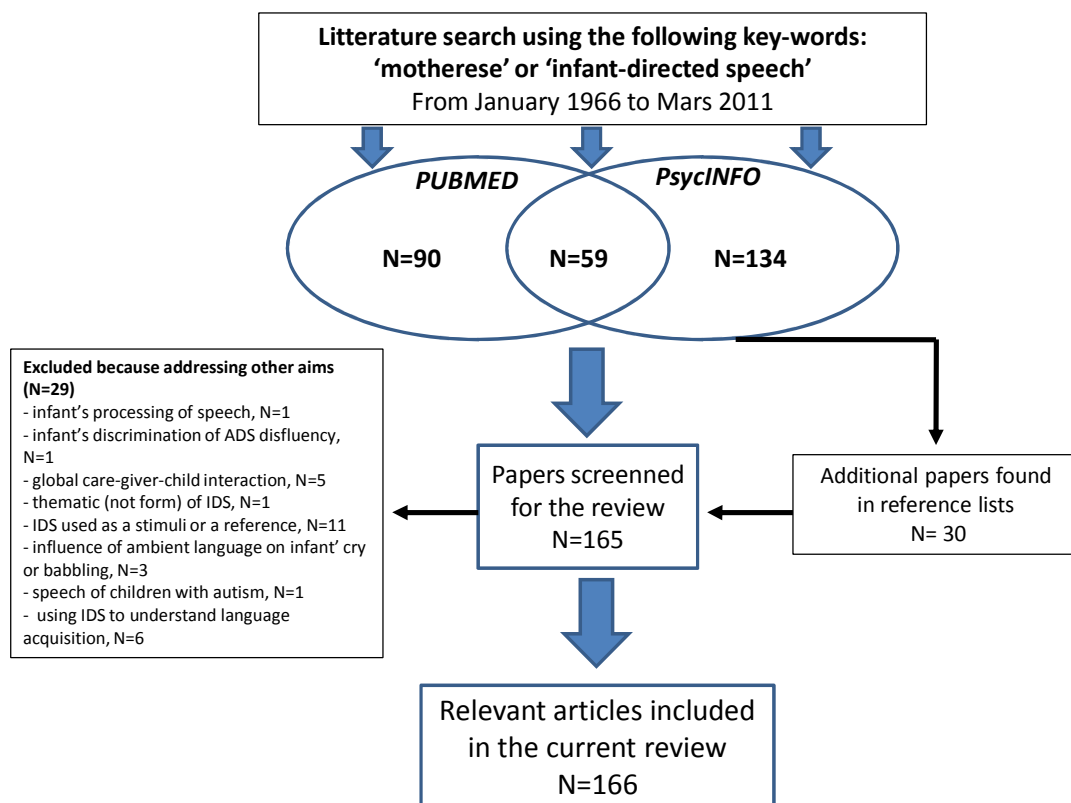 Litterature search using the following key-words:
‘motherese’ or ‘infant-directed speech’
From January 1966 to Mars 2011
PUBMED
PsycINFO
N=90
N=59
N=134
Excluded because addressing other aims
(N=29)
- infant’s processing of speech, N=1
- infant’s discrimination of ADS disfluency,
N=1
- global care-giver-child interaction, N=5
- thematic (not form) of IDS, N=1
- IDS used as a stimuli or a reference, N=11
- influence of ambient language on infant’ cry
or babbling, N=3
- speech of children with autism, N=1
- using IDS to understand language
acquisition, N=6
Papers screenned
for the review
N=165
Additional papers found
in reference lists
N= 30
Relevant articles included
in the current review
N=166